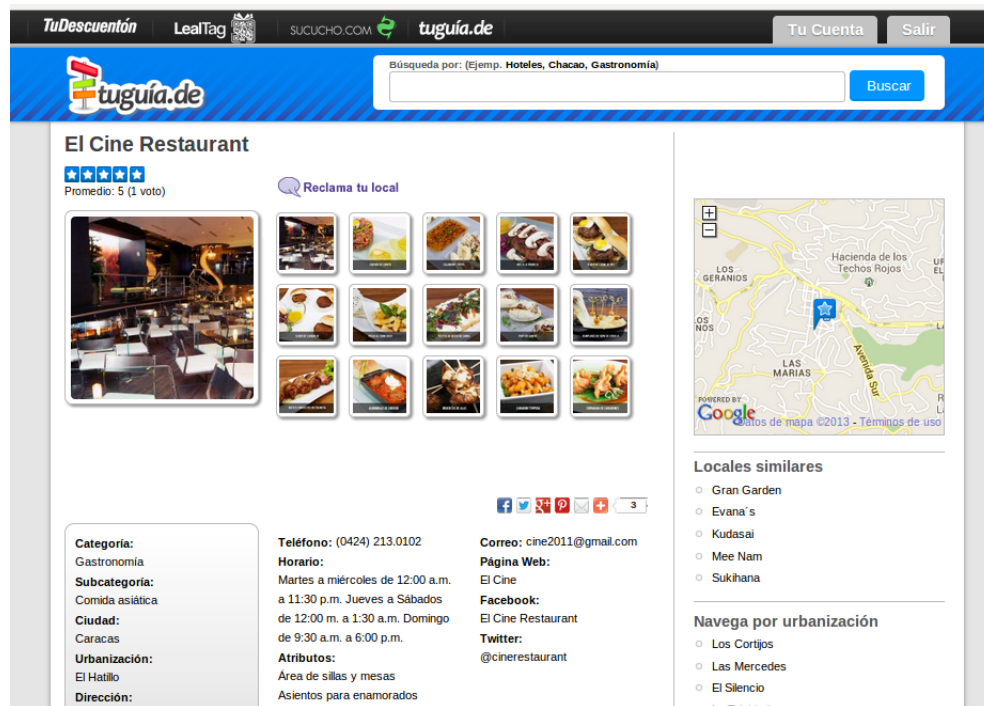 TuDescuentón
LealTag
SUCUCHO.COM
tuguía.de
Tu Cuenta
Salir
tuguía.de
Búsqueda por: (Ejemp. Hoteles, Chacao, Gastronomía)
Buscar
El Cine Restaurant
Promedio: 5 (1 voto)
Reclama tu local
+
−
Hacienda de los
Techos Rojos
LOS
GERANIOS
LAS
MARIAS
Avenida Sur
POWERED BY
Google
Datos de mapa ©2013 - Términos de uso
3
Categoría:
Gastronomía
Subcategoría:
Comida asiática
Ciudad:
Caracas
Urbanización:
El Hatillo
Dirección:
Teléfono: (0424) 213.0102
Horario:
Martes a miércoles de 12:00 a.m.
a 11:30 p.m. Jueves a Sábados
de 12:00 m. a 1:30 a.m. Domingo
de 9:30 a.m. a 6:00 p.m.
Atributos:
Área de sillas y mesas
Asientos para enamorados
Correo: cine2011@gmail.com
Página Web:
El Cine
Facebook:
El Cine Restaurant
Twitter:
@cinerestaurant
Locales similares
Gran Garden
Evana´s
Kudasai
Mee Nam
Sukihana
Navega por urbanización
Los Cortijos
Las Mercedes
El Silencio